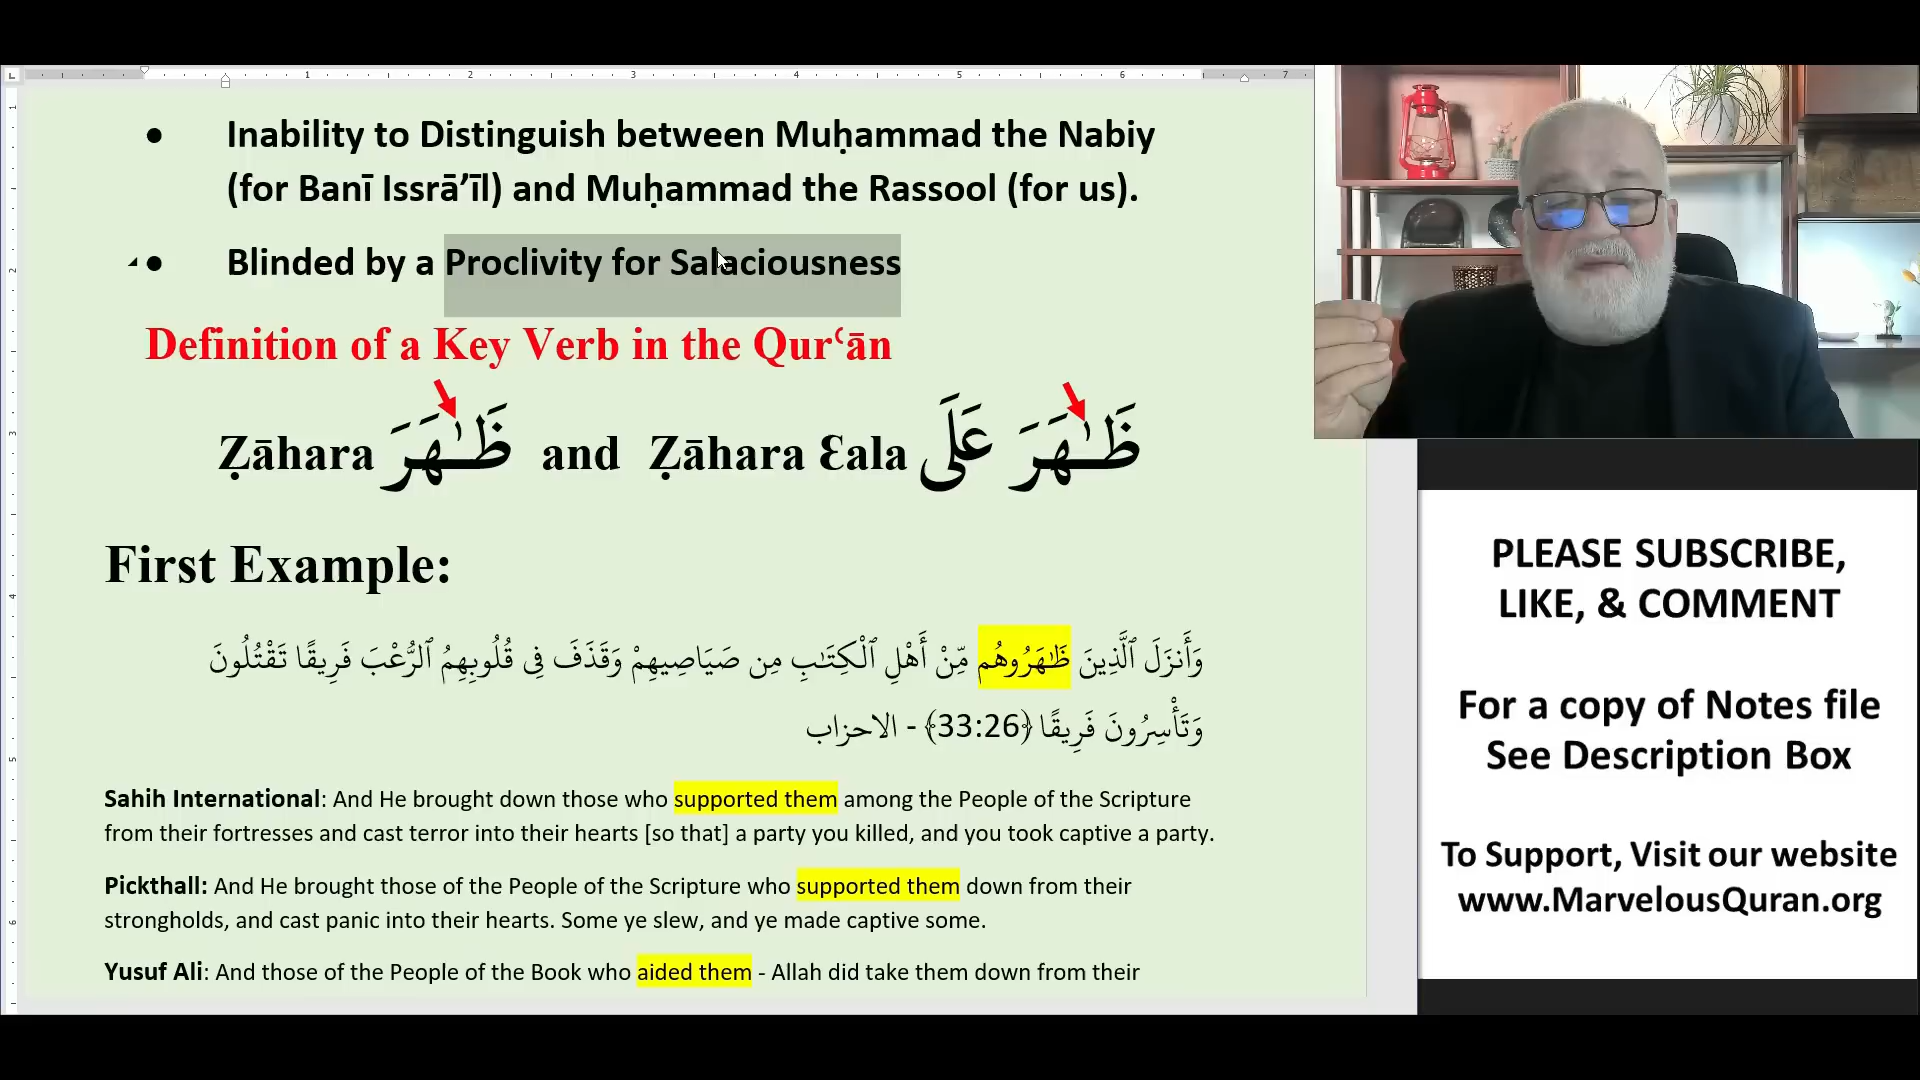 ● Inability to Distinguish between Muḥammad the Nabiy
(for Banī Issrā’īl) and Muḥammad the Rassool (for us).
● Blinded by a Proclivity for Salaciousness
Definition of a Key Verb in the Qurʿān
Ẓāhara ظَـٰهَرَ and Ẓāhara Ɛala ظَـٰهَرَ عَلَى
First Example:
وَأَنزَلَ ٱلَّذِينَ ظَـٰهَرُوهُم مِّنْ أَهْلِ ٱلْكِتَـٰبِ مِن صَيَاصِيهِمْ وَقَذَفَ فِى قُلُوبِهِمُ ٱلرُّعْبَ فَرِيقًا تَقْتُلُونَ
وَتَأْسِرُونَ فَرِيقًا ﴿33:26﴾ - الاحزاب
Sahih International: And He brought down those who supported them among the People of the Scripture
from their fortresses and cast terror into their hearts [so that] a party you killed, and you took captive a party.
Pickthall: And He brought those of the People of the Scripture who supported them down from their
strongholds, and cast panic into their hearts. Some ye slew, and ye made captive some.
Yusuf Ali: And those of the People of the Book who aided them - Allah did take them down from their
PLEASE SUBSCRIBE,
LIKE, & COMMENT
For a copy of Notes file
See Description Box
To Support, Visit our website
www.MarvelousQuran.org